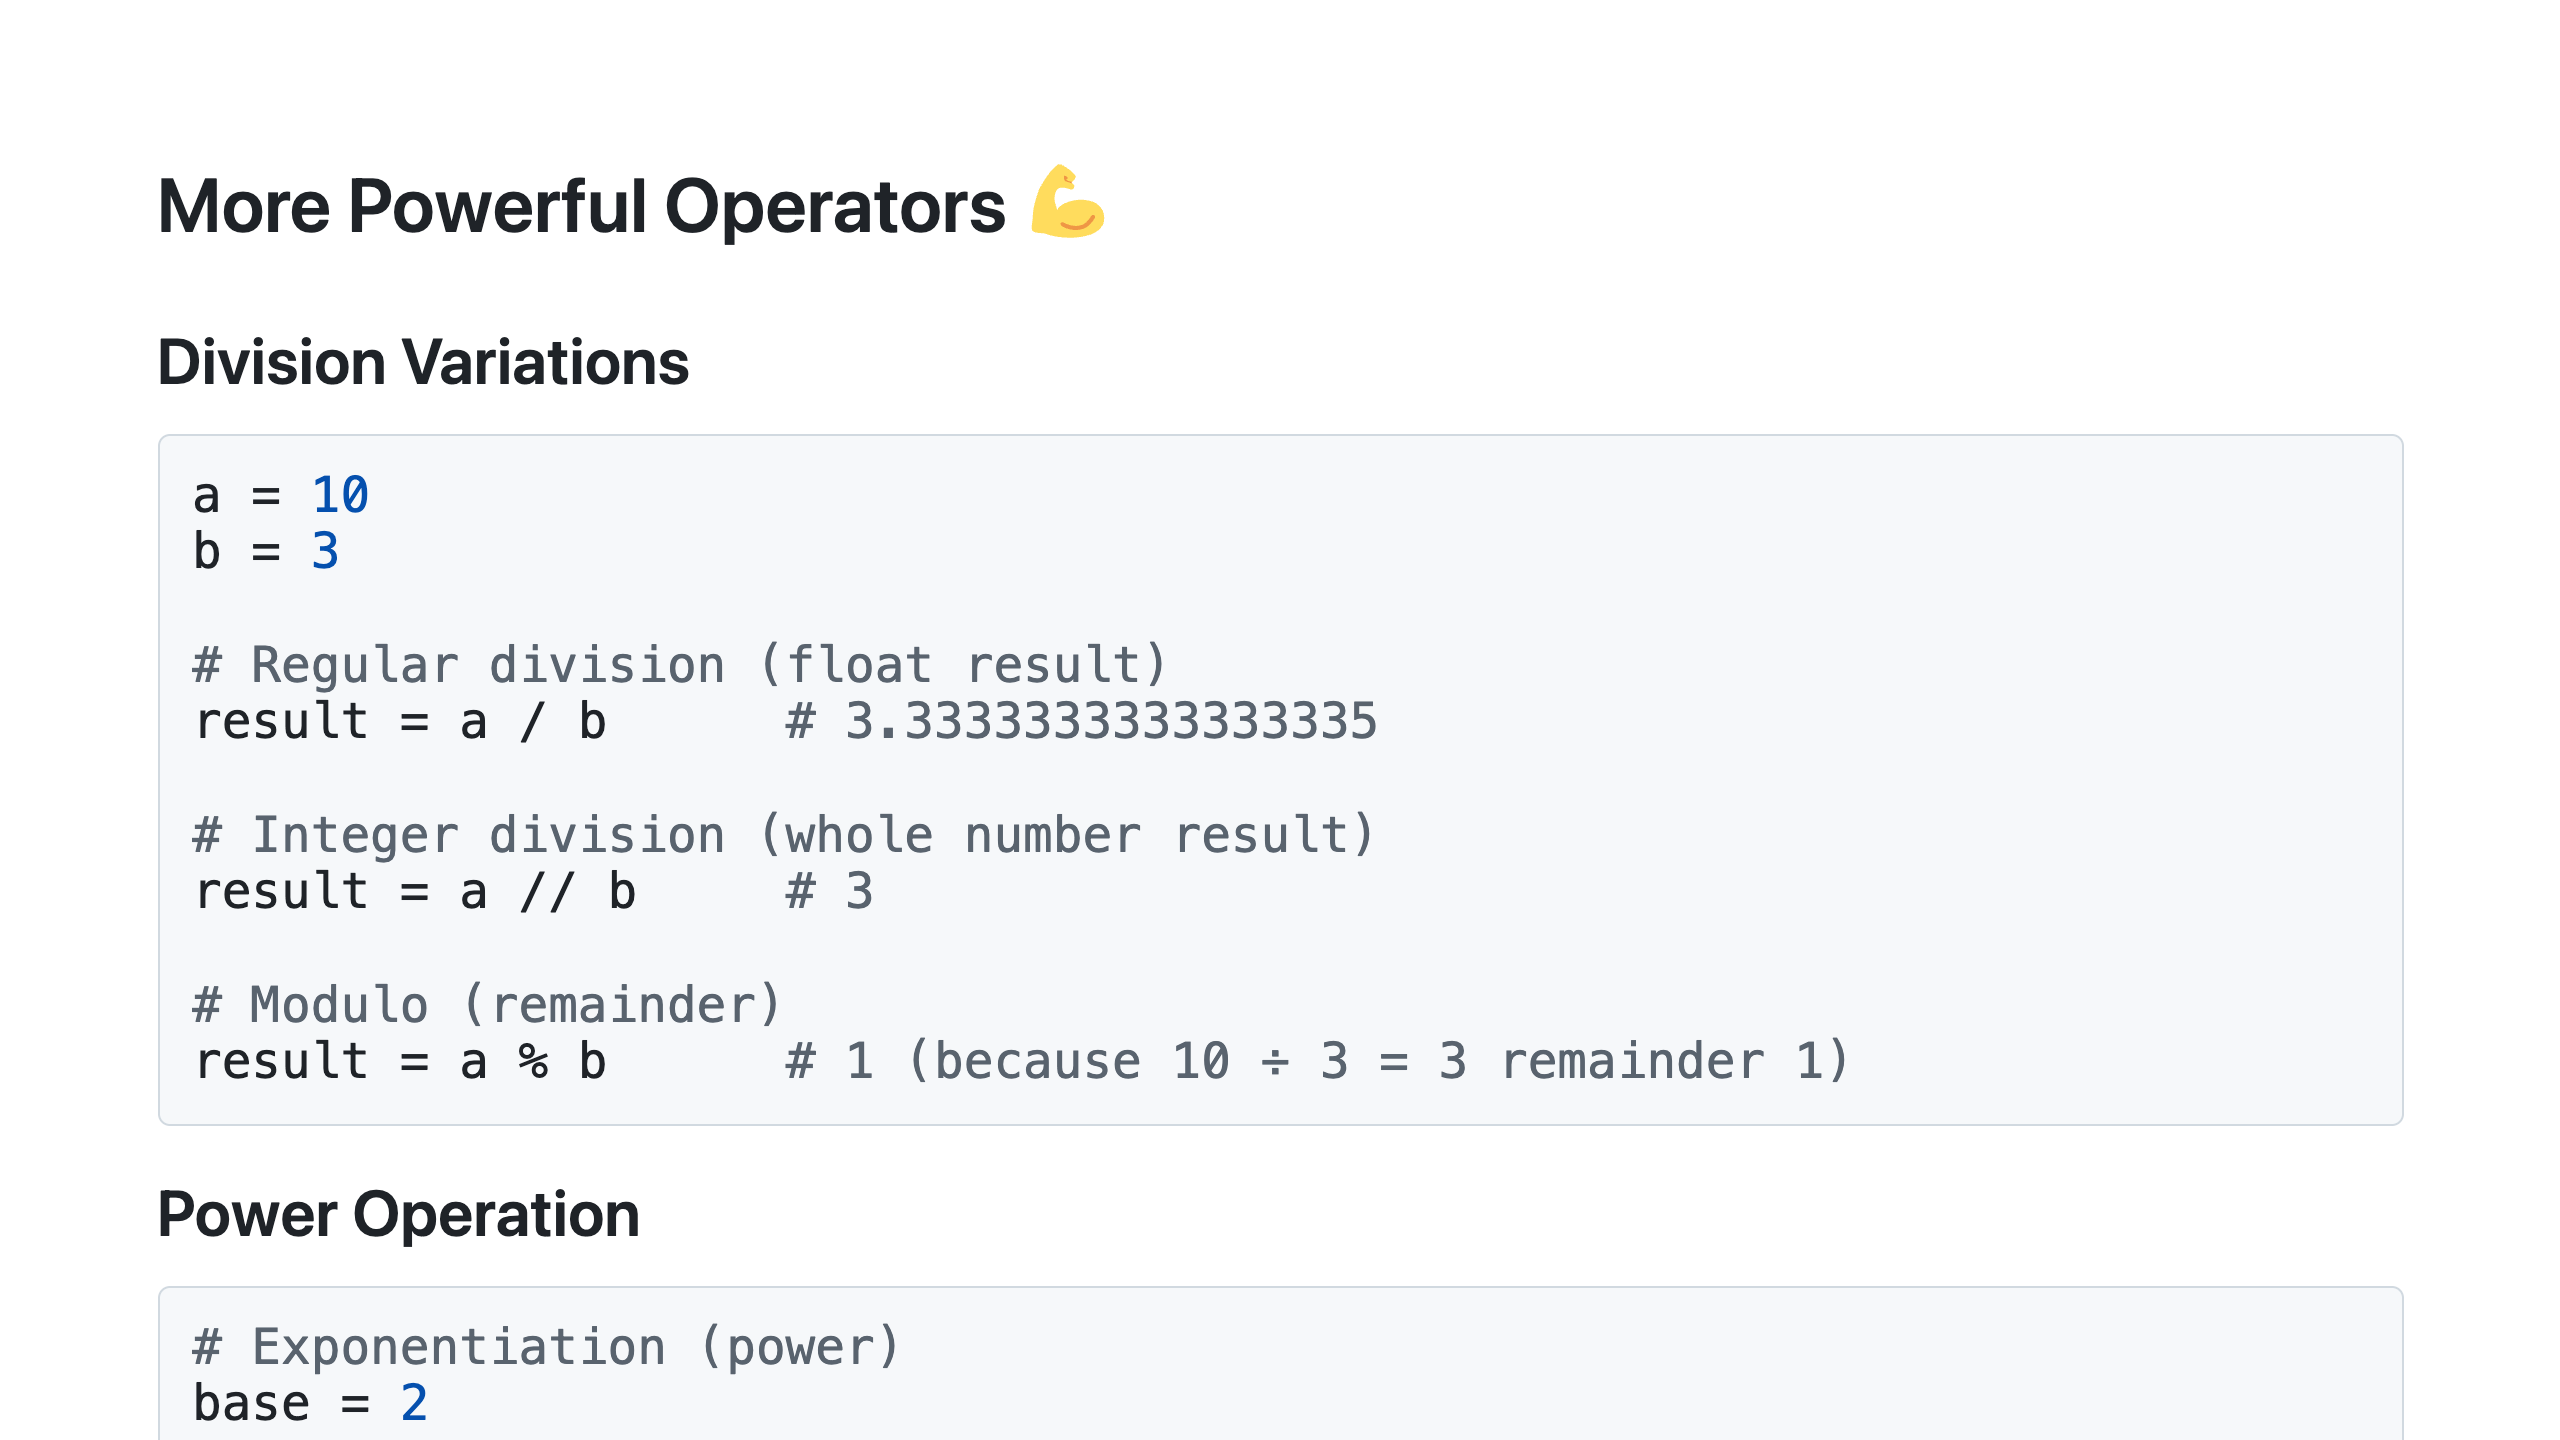 More Powerful Operators 💪
Division Variations
a = 10
b = 3
# Regular division (float result)
result = a / b      # 3.3333333333333335
# Integer division (whole number result)
result = a // b     # 3
# Modulo (remainder)
result = a % b      # 1 (because 10 ÷ 3 = 3 remainder 1)
Power Operation
# Exponentiation (power)
base = 2